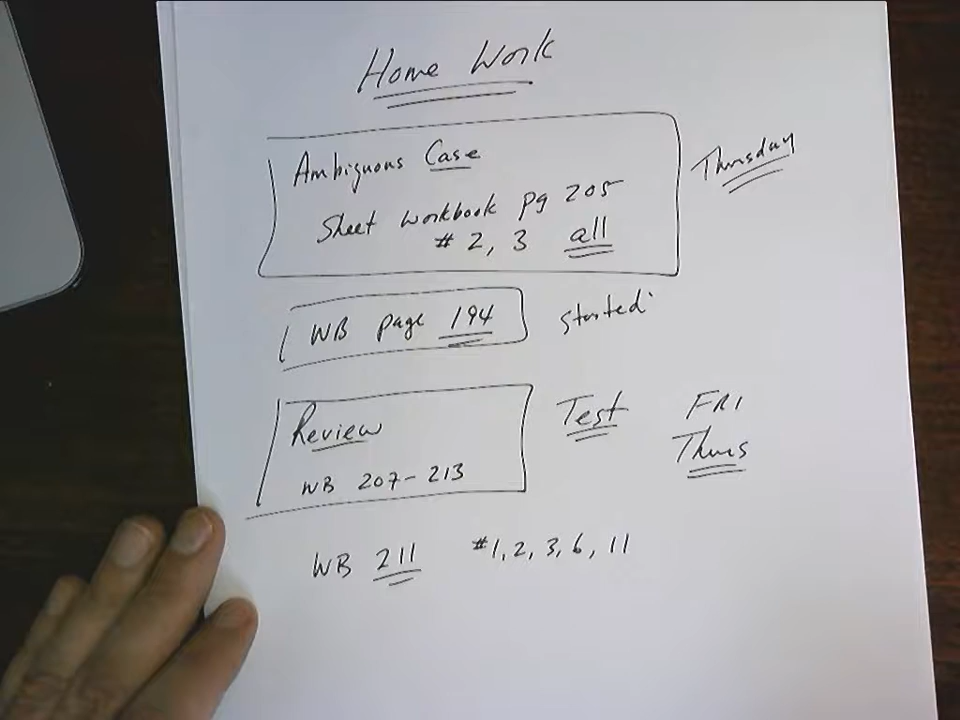 Home Work
Ambiguous Case
Thursday
Sheet workbook pg 205
# 2, 3 all
WB page 194
started
Review
Test
FRI
Thurs
WB 207-213
WB 211 #1, 2, 3, 6, 11